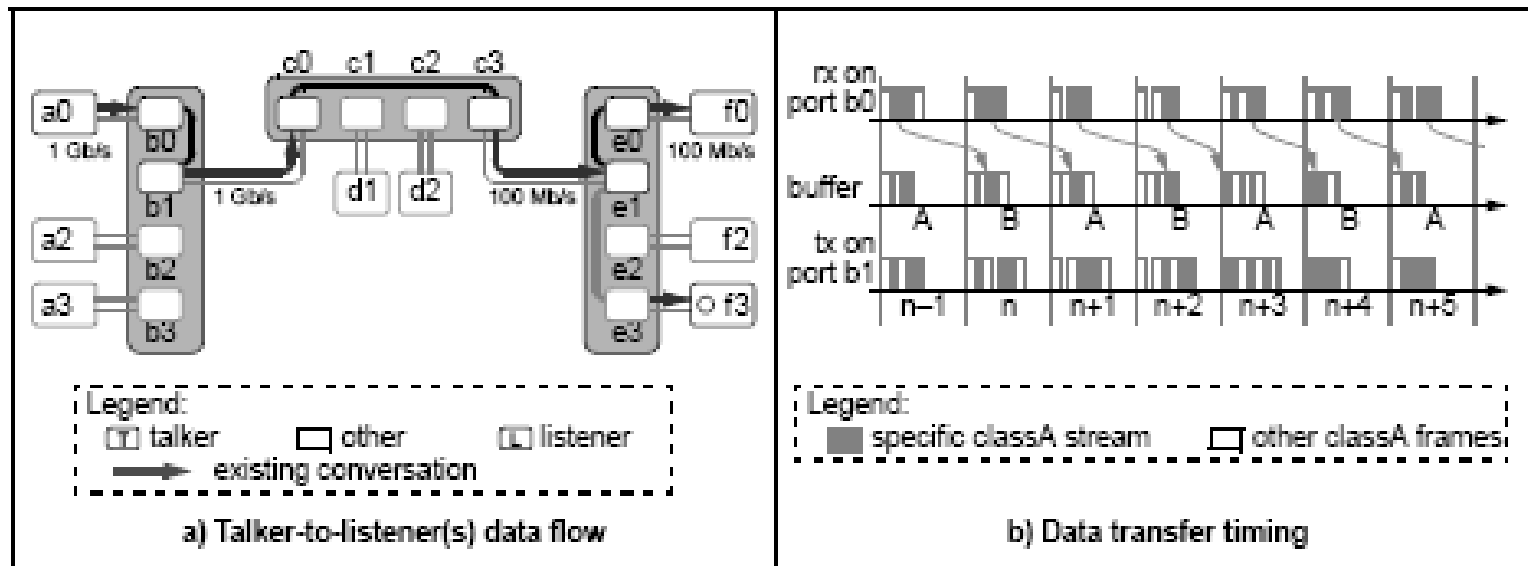 c0 c1 c2 c3
a0 b0 e0 f0
1 Gb/s 100 Mb/s
b1 1 Gb/s d1 d2 100 Mb/s e1
a2 b2 e2 f2
a3 b3 e3 f3
Legend:
T talker other L listener
existing conversation
a) Talker-to-listener(s) data flow
rx on
port b0
buffer
A B A B A B A
tx on
port b1
n–1 n n+1 n+2 n+3 n+4 n+5
Legend:
specific classA stream other classA frames
b) Data transfer timing